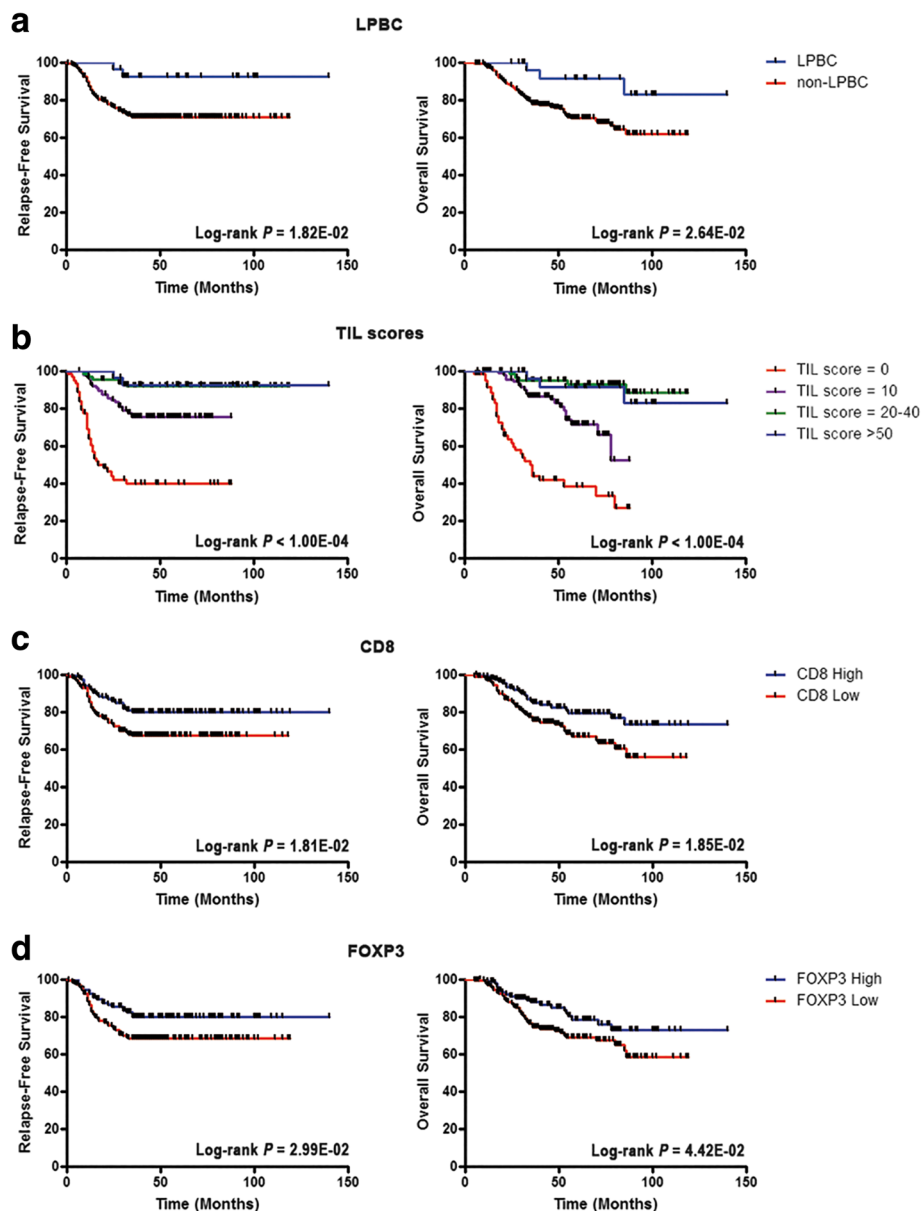 a
LPBC
Relapse-Free Survival
100
80
60
40
20
0
0 50 100 150
Time (Months)
Log-rank P = 1.82E-02
Overall Survival
100
80
60
40
20
0
0 50 100 150
Time (Months)
Log-rank P = 2.64E-02
LPBC
non-LPBC
b
TIL scores
Relapse-Free Survival
100
80
60
40
20
0
0 50 100 150
Time (Months)
Log-rank P < 1.00E-04
Overall Survival
100
80
60
40
20
0
0 50 100 150
Time (Months)
Log-rank P < 1.00E-04
TIL score = 0
TIL score = 10
TIL score = 20-40
TIL score >50
c
CD8
Relapse-Free Survival
100
80
60
40
20
0
0 50 100 150
Time (Months)
Log-rank P = 1.81E-02
Overall Survival
100
80
60
40
20
0
0 50 100 150
Time (Months)
Log-rank P = 1.85E-02
CD8 High
CD8 Low
d
FOXP3
Relapse-Free Survival
100
80
60
40
20
0
0 50 100 150
Time (Months)
Log-rank P = 2.99E-02
Overall Survival
100
80
60
40
20
0
0 50 100 150
Time (Months)
Log-rank P = 4.42E-02
FOXP3 High
FOXP3 Low